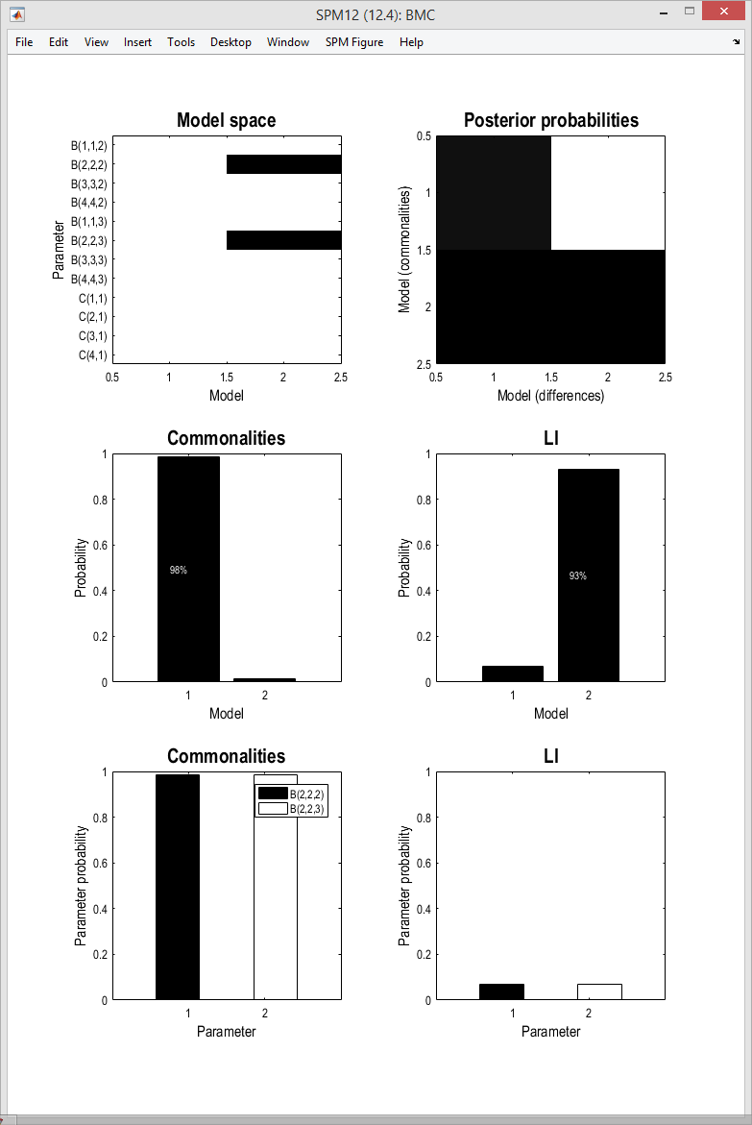 SPM12 (12.4): BMC
File Edit View Insert Tools Desktop Window SPM Figure Help
Model space
B(1,1,2)
B(2,2,2)
B(3,3,2)
B(4,4,2)
B(1,1,3)
B(2,2,3)
B(3,3,3)
B(4,4,3)
C(1,1)
C(2,1)
C(3,1)
C(4,1)
Parameter
0.5 1 1.5 2 2.5
Model
Posterior probabilities
0.5
1
1.5
2
2.5
Model (commonalities)
0.5 1 1.5 2 2.5
Model (differences)
Commonalities
1
0.8
0.6
0.4
0.2
0
Probability
98%
1 2
Model
LI
1
0.8
0.6
0.4
0.2
0
Probability
93%
1 2
Model
Commonalities
1
0.8
0.6
0.4
0.2
0
Parameter probability
B(2,2,2)
B(2,2,3)
1 2
Parameter
LI
1
0.8
0.6
0.4
0.2
0
Parameter probability
1 2
Parameter